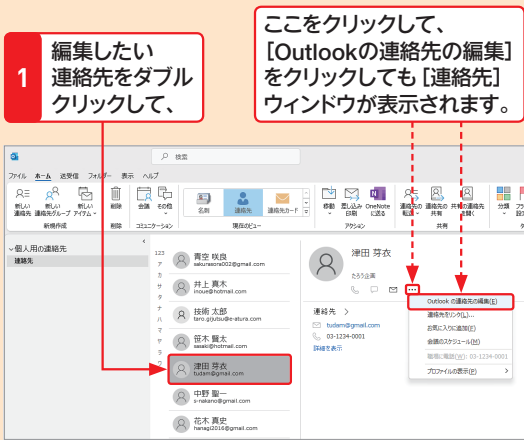 1
編集したい
連絡先をダブル
クリックして、
ここをクリックして、
[Outlookの連絡先の編集]
をクリックしても[連絡先]
ウィンドウが表示されます。
検索
ファイル ホーム 送受信 フォルダー 表示 ヘルプ
新しい 連絡先
新しい 連絡先グループ
新しい アイテム
削除
会議
その他
名刺
連絡先
連絡先カード
移動
差し込み 印刷
OneNote に送る
連絡先の 転送
連絡先の 共有
共有の連絡先 を開く
分類
新規作成 削除 コミュニケーション 現在のビュー アクション 共有
個人用の連絡先
連絡先
123
ア
カ
サ
タ
ナ
ハ
マ
ヤ
ラ
ワ
青空 咲良
sakurasora002@gmail.com
井上 真木
inoue@hotmail.com
技術 太郎
taro.gijutsu@e-atura.com
笹木 賢太
sasaki@hotmail.com
津田 芽衣
tudam@gmail.com
中野 聖一
s-nakano@gmail.com
花木 真史
hanagi2016@gmail.com
津田 芽衣
たろう企画
連絡先 >
tudam@gmail.com
03-1234-0001
詳細を表示
Outlook の連絡先の編集(E)
連絡先をリンク(L)...
お気に入りに追加(F)
会議のスケジュール(M)
職場に電話(W): 03-1234-0001
プロファイルの表示(P) >